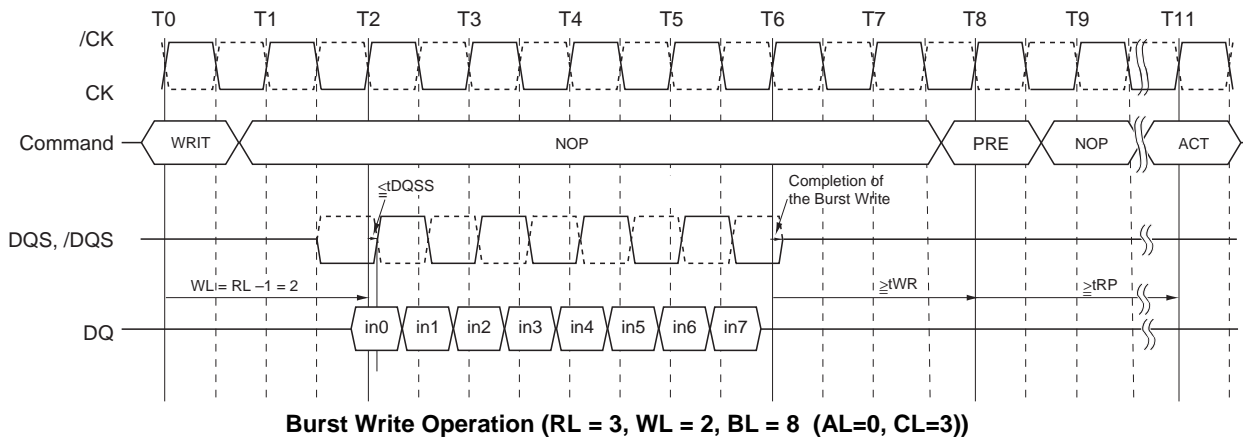 T0 T1 T2 T3 T4 T5 T6 T7 T8 T9 T11
/CK
CK
Command WRIT NOP PRE NOP ACT
≦tDQSS
Completion of
the Burst Write
DQS, /DQS
WL = RL –1 = 2 ≧tWR ≧tRP
DQ in0 in1 in2 in3 in4 in5 in6 in7
Burst Write Operation (RL = 3, WL = 2, BL = 8 (AL=0, CL=3))